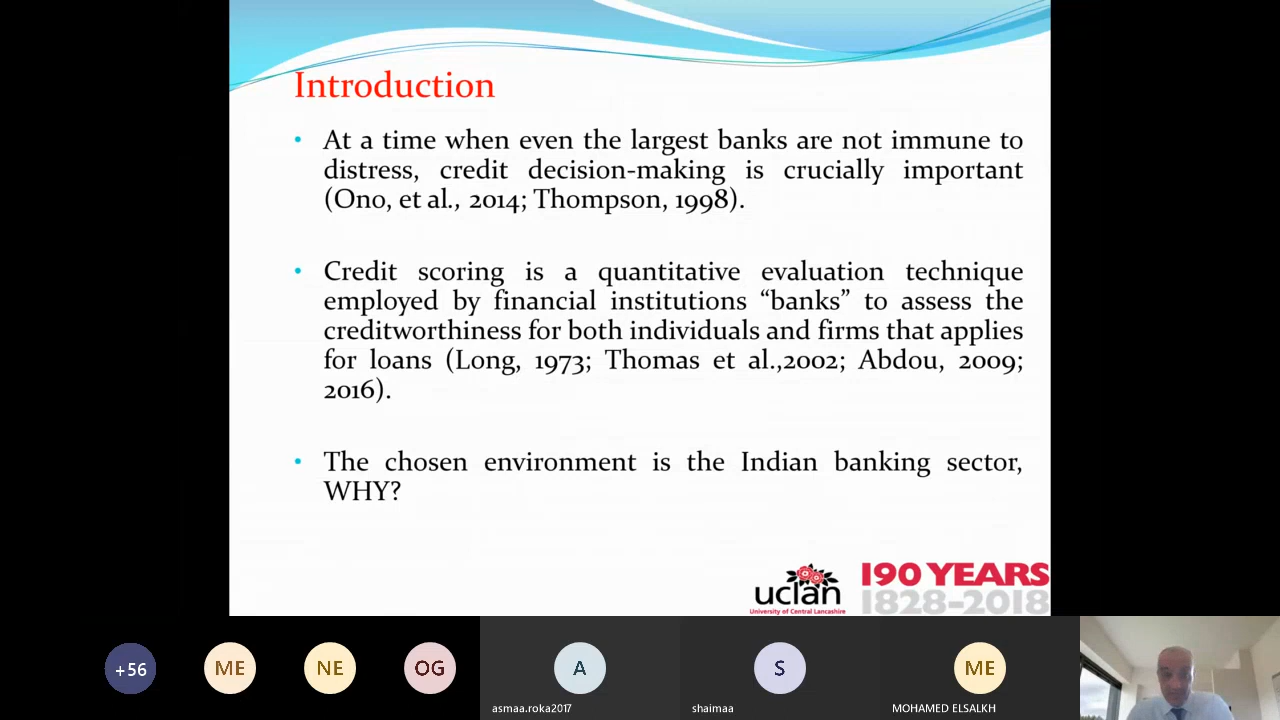 Introduction
• At a time when even the largest banks are not immune to
distress, credit decision-making is crucially important
(Ono, et al., 2014; Thompson, 1998).
• Credit scoring is a quantitative evaluation technique
employed by financial institutions “banks” to assess the
creditworthiness for both individuals and firms that applies
for loans (Long, 1973; Thomas et al.,2002; Abdou, 2009;
2016).
• The chosen environment is the Indian banking sector,
WHY?
uclan
University of Central Lancashire
190 YEARS
1828-2018
+56
ME
NE
OG
A
S
ME
asmaa.roka2017
shaimaa
MOHAMED ELSALKH